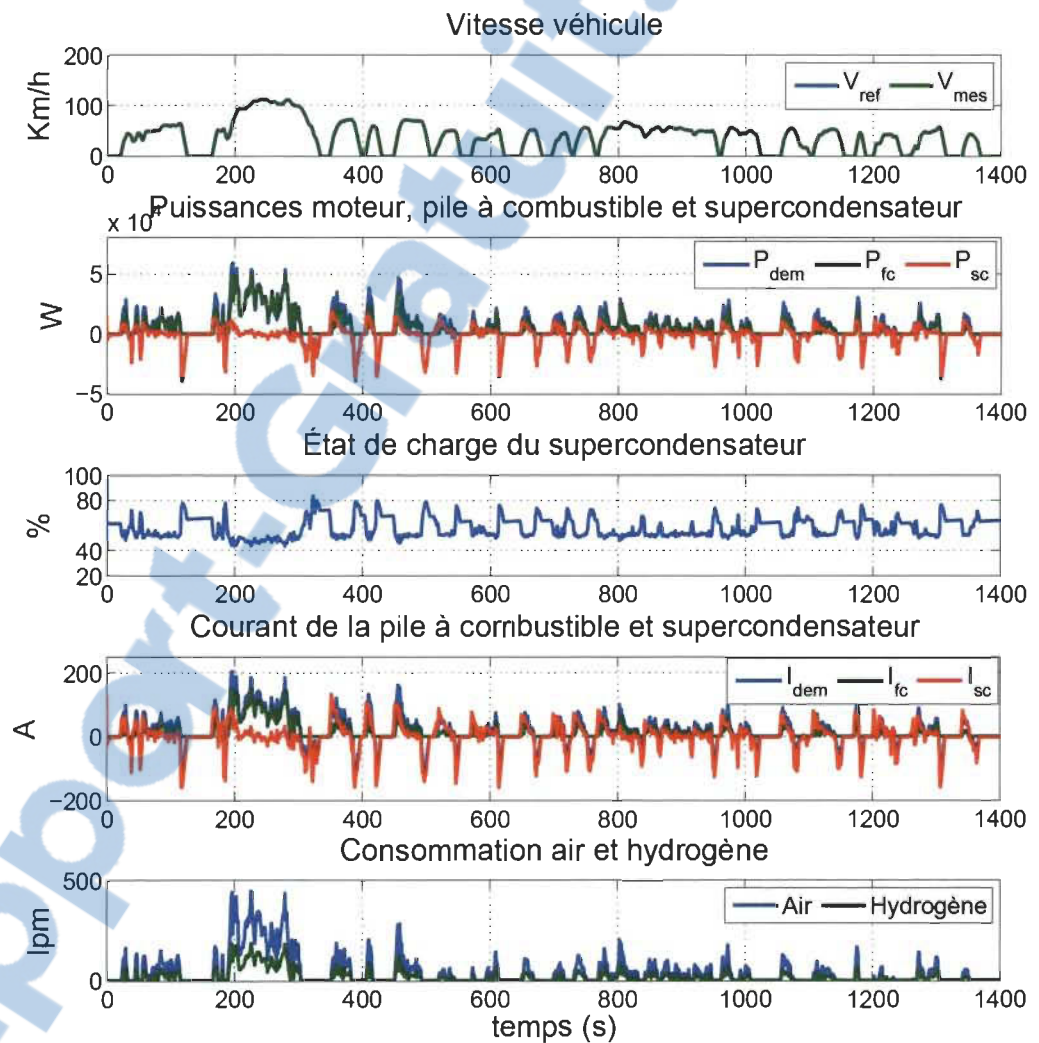 Vitesse véhicule
200
100
0
Km/h
V_ref V_mes
0 200 400 600 800 1000 1200 1400
Puissances moteur, pile à combustible et supercondensateur
x 10^4
5
0
−5
W
P_dem P_fc P_sc
0 200 400 600 800 1000 1200 1400
État de charge du supercondensateur
100
80
40
20
%
0 200 400 600 800 1000 1200 1400
Courant de la pile à combustible et supercondensateur
200
0
−200
A
I_dem I_fc I_sc
0 200 400 600 800 1000 1200 1400
Consommation air et hydrogène
500
0
lpm
Air Hydrogène
0 200 400 600 800 1000 1200 1400
temps (s)